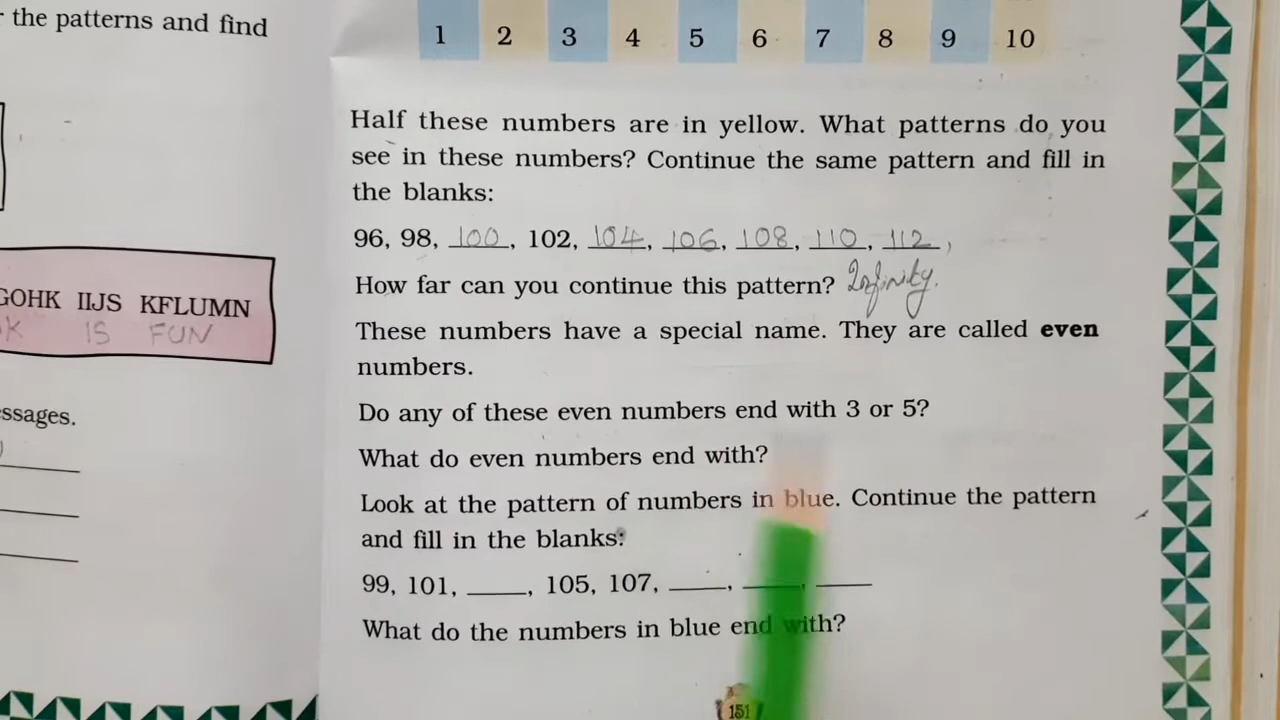 the patterns and find
GOHK IIJS KFLUMN
K IS FUN
ssages.
1 2 3 4 5 6 7 8 9 10
Half these numbers are in yellow. What patterns do you
see in these numbers? Continue the same pattern and fill in
the blanks:
96, 98, 100, 102, 104, 106, 108, 110, 112,
How far can you continue this pattern? Infinity.
These numbers have a special name. They are called even
numbers.
Do any of these even numbers end with 3 or 5?
What do even numbers end with?
Look at the pattern of numbers in blue. Continue the pattern
and fill in the blanks:
99, 101, ____, 105, 107, ____, ____, ____
What do the numbers in blue end with?
151